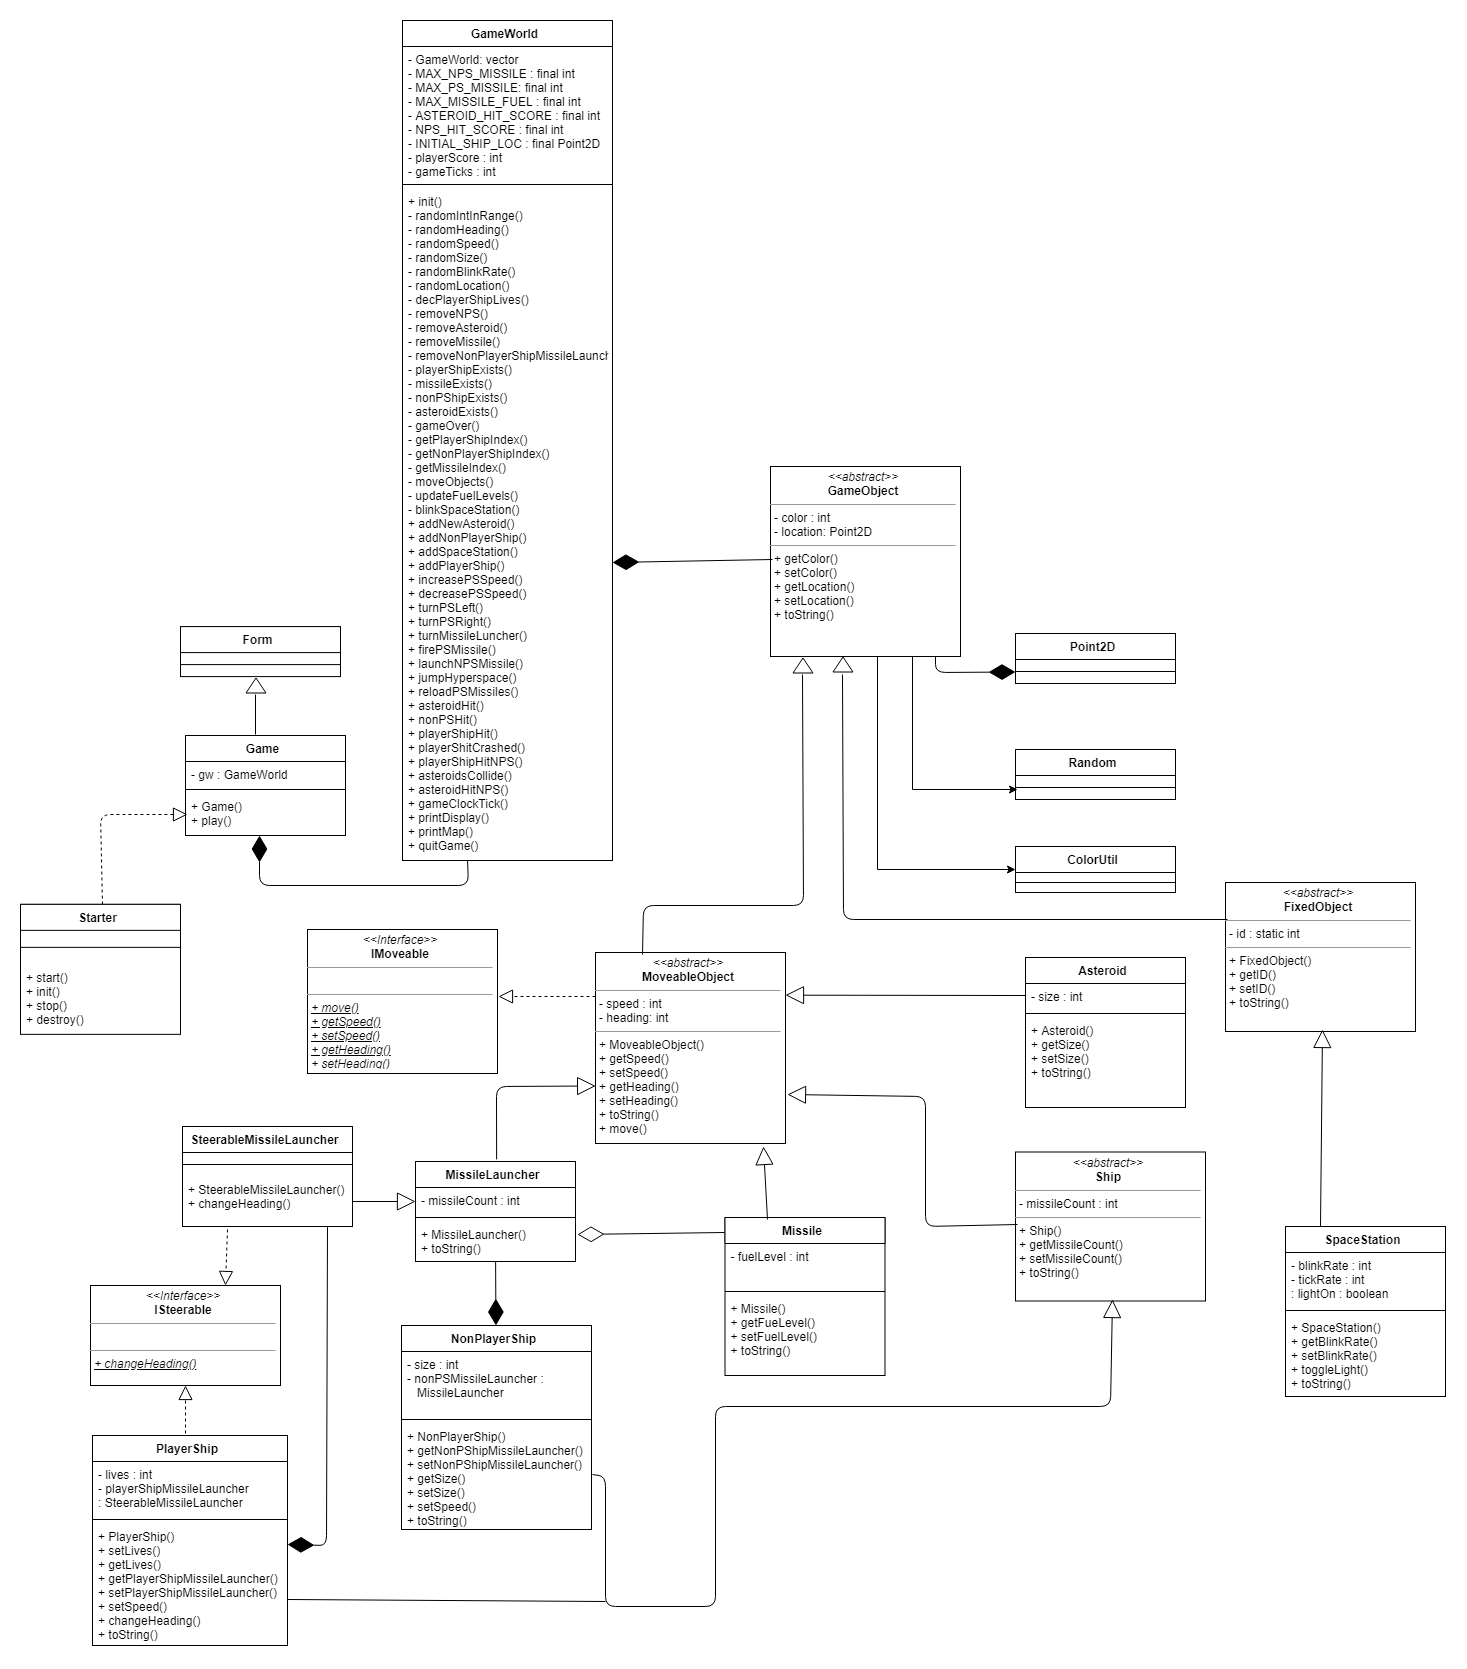 GameWorld
- GameWorld: vector
- MAX_NPS_MISSILE : final int
- MAX_PS_MISSILE: final int
- MAX_MISSILE_FUEL : final int
- ASTEROID_HIT_SCORE : final int
- NPS_HIT_SCORE : final int
- INITIAL_SHIP_LOC : final Point2D
- playerScore : int
- gameTicks : int
+ init()
- randomIntInRange()
- randomHeading()
- randomSpeed()
- randomSize()
- randomBlinkRate()
- randomLocation()
- decPlayerShipLives()
- removeNPS()
- removeAsteroid()
- removeMissile()
- removeNonPlayerShipMissileLaunch
- playerShipExists()
- missileExists()
- nonPShipExists()
- asteroidExists()
- gameOver()
- getPlayerShipIndex()
- getNonPlayerShipIndex()
- getMissileIndex()
- moveObjects()
- updateFuelLevels()
- blinkSpaceStation()
+ addNewAsteroid()
+ addNonPlayerShip()
+ addSpaceStation()
+ addPlayerShip()
+ increasePSSpeed()
+ decreasePSSpeed()
+ turnPSLeft()
+ turnPSRight()
+ turnMissileLuncher()
+ firePSMissile()
+ launchNPSMissile()
+ jumpHyperspace()
+ reloadPSMissiles()
+ asteroidHit()
+ nonPSHit()
+ playerShipHit()
+ playerShitCrashed()
+ playerShipHitNPS()
+ asteroidsCollide()
+ asteroidHitNPS()
+ gameClockTick()
+ printDisplay()
+ printMap()
+ quitGame()
<<abstract>>
GameObject
- color : int
- location: Point2D
+ getColor()
+ setColor()
+ getLocation()
+ setLocation()
+ toString()
Form
Point2D
Game
- gw : GameWorld
+ Game()
+ play()
Random
ColorUtil
Starter
+ start()
+ init()
+ stop()
+ destroy()
<<abstract>>
FixedObject
- id : static int
+ FixedObject()
+ getID()
+ setID()
+ toString()
<<Interface>>
IMoveable
+ move()
+ getSpeed()
+ setSpeed()
+ getHeading()
+ setHeading()
<<abstract>>
MoveableObject
- speed : int
- heading: int
+ MoveableObject()
+ getSpeed()
+ setSpeed()
+ getHeading()
+ setHeading()
+ toString()
+ move()
Asteroid
- size : int
+ Asteroid()
+ getSize()
+ setSize()
+ toString()
SteerableMissileLauncher
+ SteerableMissileLauncher()
+ changeHeading()
MissileLauncher
- missileCount : int
+ MissileLauncher()
+ toString()
Missile
- fuelLevel : int
+ Missile()
+ getFueLevel()
+ setFuelLevel()
+ toString()
<<abstract>>
Ship
- missileCount : int
+ Ship()
+ getMissileCount()
+ setMissileCount()
+ toString()
SpaceStation
- blinkRate : int
- tickRate : int
: lightOn : boolean
+ SpaceStation()
+ getBlinkRate()
+ setBlinkRate()
+ toggleLight()
+ toString()
<<Interface>>
ISteerable
+ changeHeading()
NonPlayerShip
- size : int
- nonPSMissileLauncher :
MissileLauncher
+ NonPlayerShip()
+ getNonPShipMissileLauncher()
+ setNonPShipMissileLauncher()
+ getSize()
+ setSize()
+ setSpeed()
+ toString()
PlayerShip
- lives : int
- playerShipMissileLauncher
: SteerableMissileLauncher
+ PlayerShip()
+ setLives()
+ getLives()
+ getPlayerShipMissileLauncher()
+ setPlayerShipMissileLauncher()
+ setSpeed()
+ changeHeading()
+ toString()